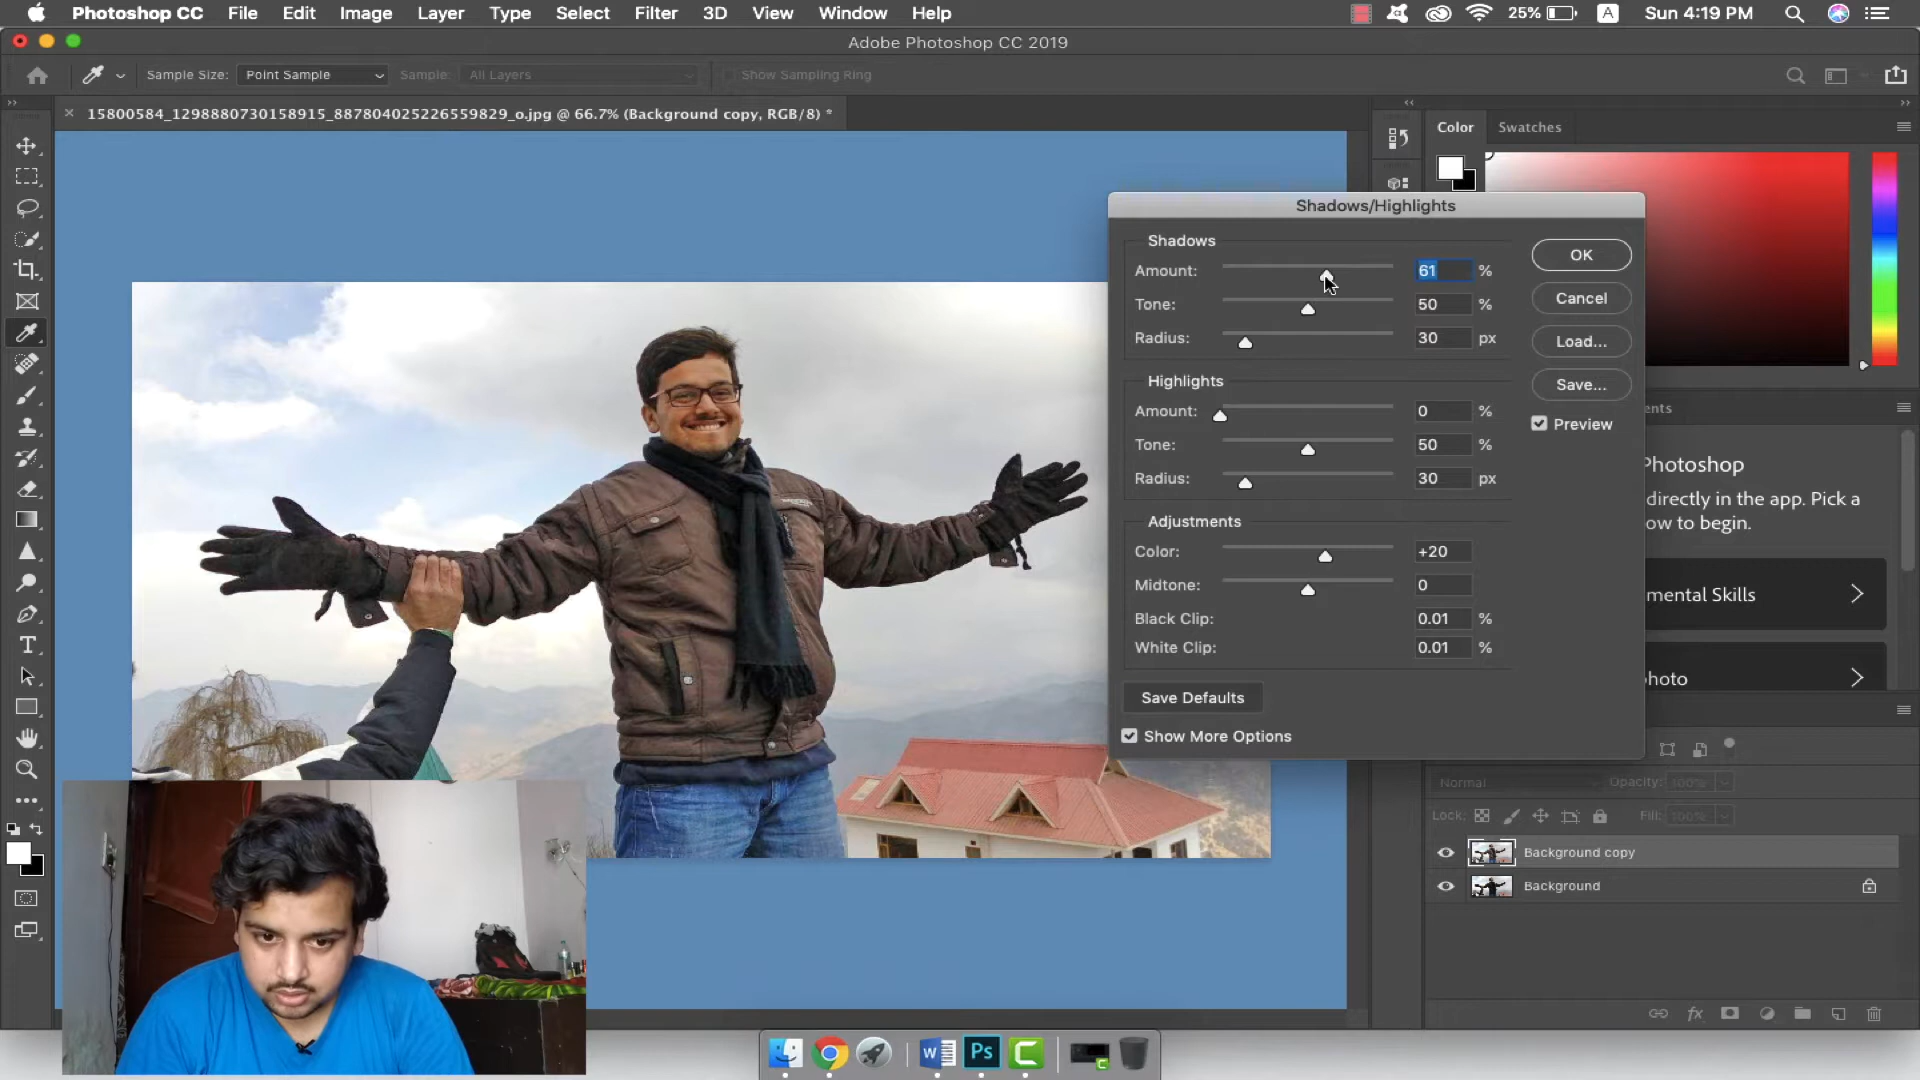 Photoshop CC File Edit Image Layer Type Select Filter 3D View Window Help 25% A Sun 4:19 PM
Adobe Photoshop CC 2019
Sample Size: Point Sample Sample: All Layers Show Sampling Ring
15800584_1298880730158915_887804025226559829_o.jpg @ 66.7% (Background copy, RGB/8) *
Color Swatches
Shadows/Highlights
Shadows
Amount: 61 %
Tone: 50 %
Radius: 30 px
Highlights
Amount: 0 %
Tone: 50 %
Radius: 30 px
Adjustments
Color: +20
Midtone: 0
Black Clip: 0.01 %
White Clip: 0.01 %
Save Defaults
Show More Options
OK
Cancel
Load...
Save...
Preview
ents
Photoshop
directly in the app. Pick a
ow to begin.
mental Skills
photo
Normal Opacity: 100%
Lock: Fill: 100%
Background copy
Background
fx
T
W Ps C